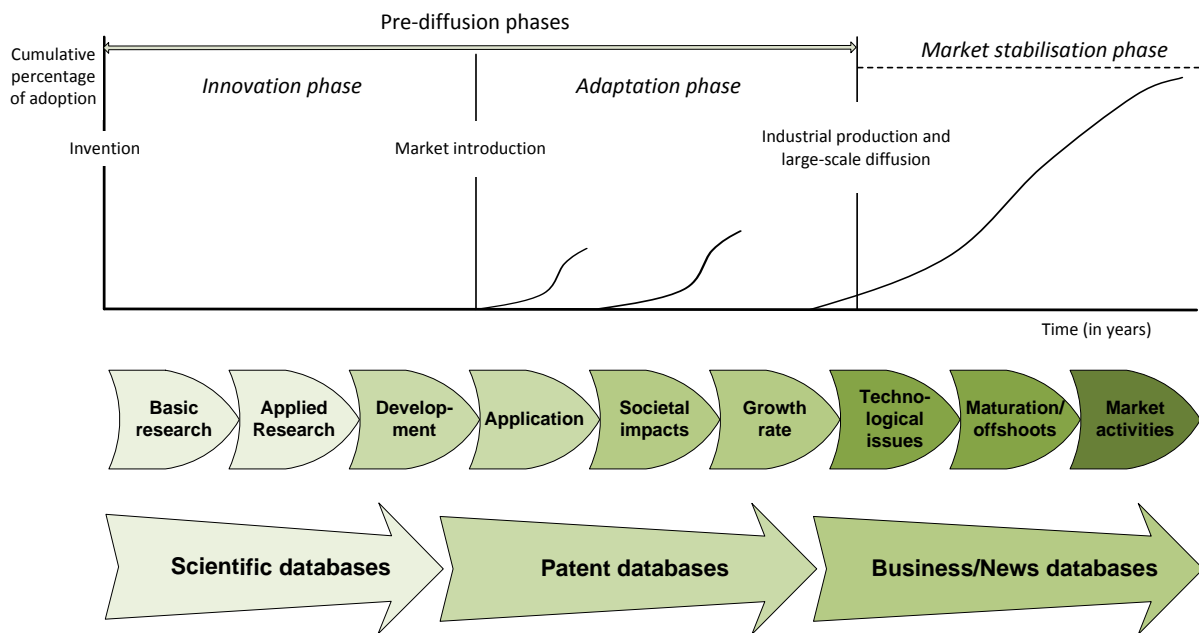 Pre-diffusion phases
Cumulative
percentage
of adoption
Innovation phase
Adaptation phase
Market stabilisation phase
Invention
Market introduction
Industrial production and
large-scale diffusion
Time (in years)
Basic
research
Applied
Research
Develop-
ment
Application
Societal
impacts
Growth
rate
Techno-
logical
issues
Maturation/
offshoots
Market
activities
Scientific databases
Patent databases
Business/News databases